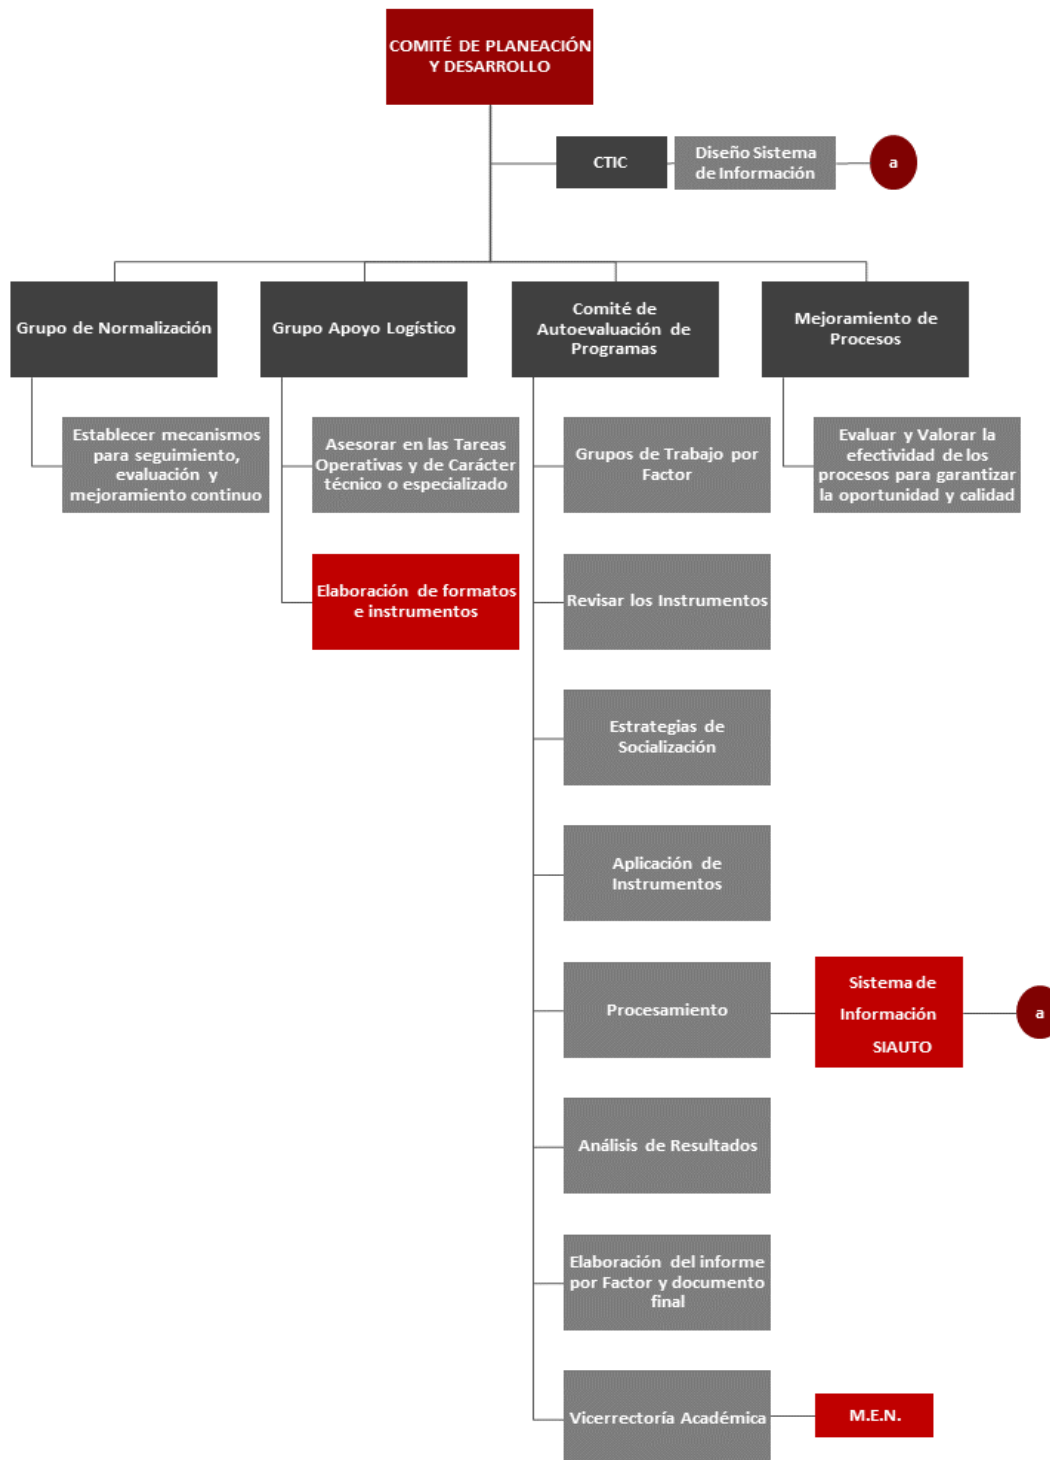 COMITÉ DE PLANEACIÓN
Y DESARROLLO
CTIC
Diseño Sistema
de Información
a
Grupo de Normalización
Grupo Apoyo Logístico
Comité de
Autoevaluación de
Programas
Mejoramiento de
Procesos
Establecer mecanismos
para seguimiento,
evaluación y
mejoramiento continuo
Asesorar en las Tareas
Operativas y de Carácter
técnico o especializado
Grupos de Trabajo por
Factor
Evaluar y Valorar la
efectividad de los
procesos para garantizar
la oportunidad y calidad
Elaboración de formatos
e instrumentos
Revisar los Instrumentos
Estrategias de
Socialización
Aplicación de
Instrumentos
Procesamiento
Sistema de
Información
SIAUTO
a
Análisis de Resultados
Elaboración del informe
por Factor y documento
final
Vicerrectoría Académica
M.E.N.